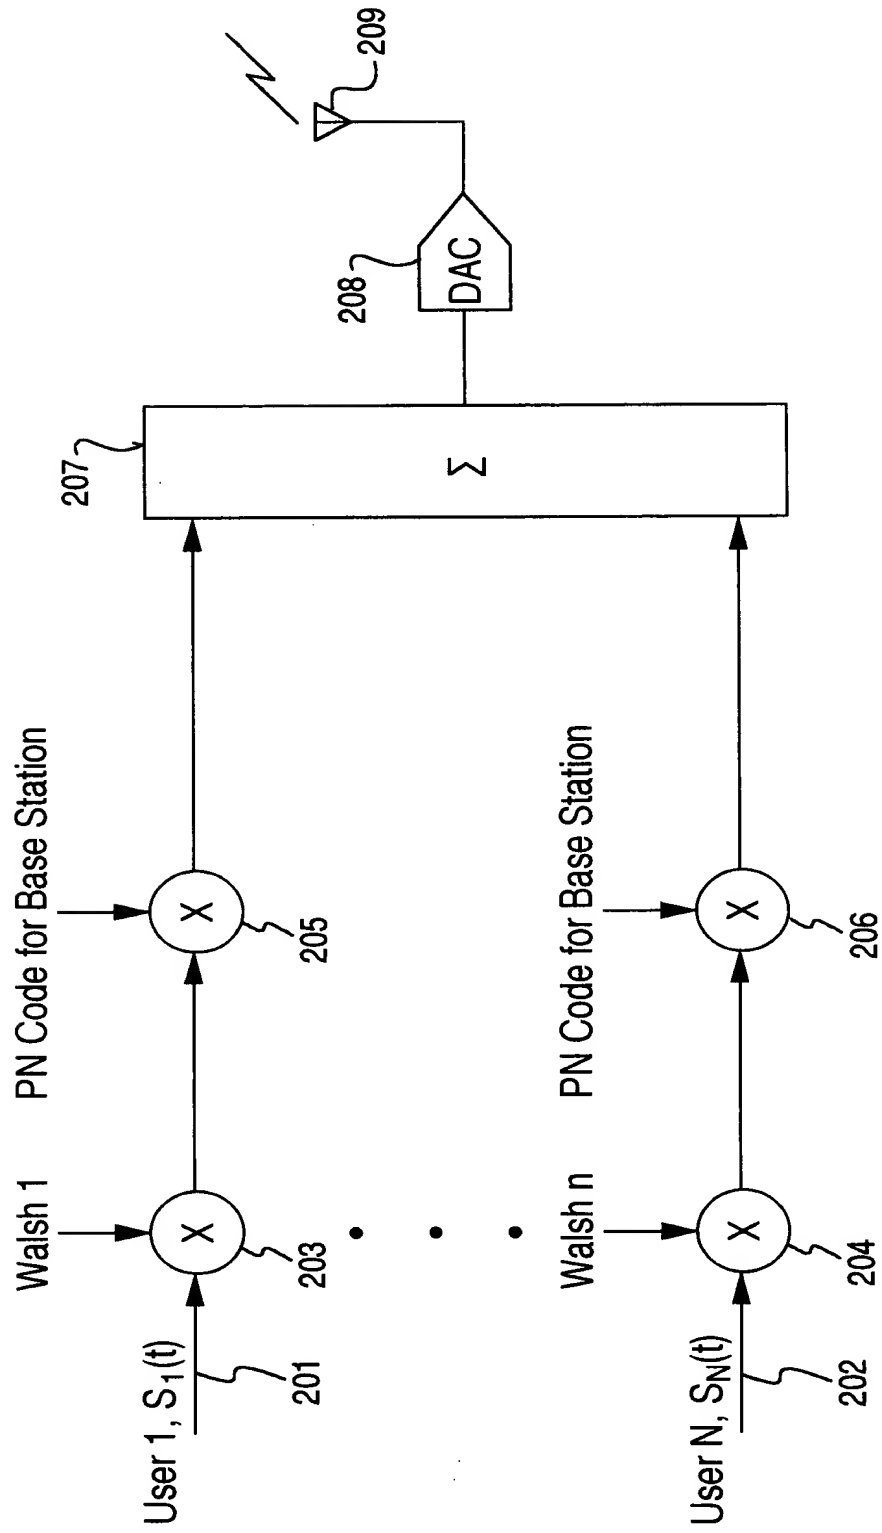 User 1, S1(t)
201
Walsh 1
X
203
PN Code for Base Station
X
205
207
Σ
208
DAC
209
User N, SN(t)
202
Walsh n
X
204
PN Code for Base Station
X
206